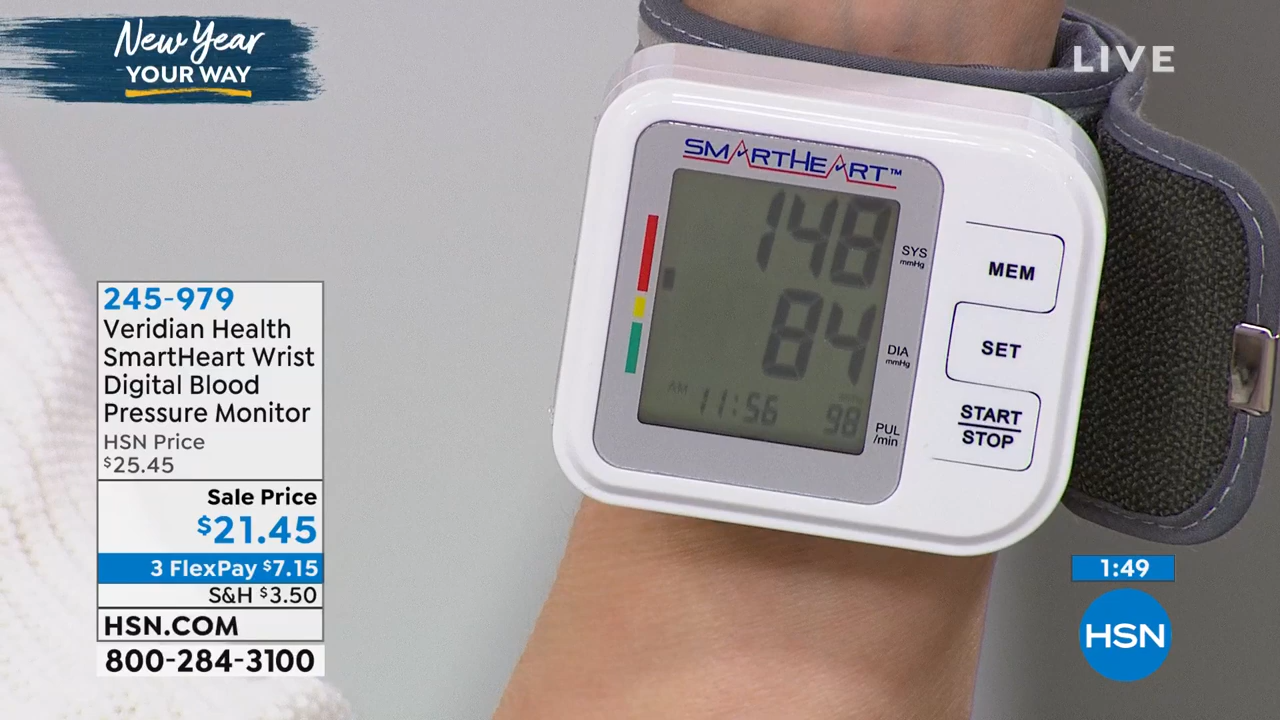 New Year
YOUR WAY
LIVE
245-979
Veridian Health
SmartHeart Wrist
Digital Blood
Pressure Monitor
HSN Price
$25.45
Sale Price
$21.45
3 FlexPay $7.15
S&H $3.50
HSN.COM
800-284-3100
SMARTHEART™
148
SYS
mmHg
84
DIA
mmHg
AM
11:56
98
PUL
/min
MEM
SET
START
STOP
1:49
HSN